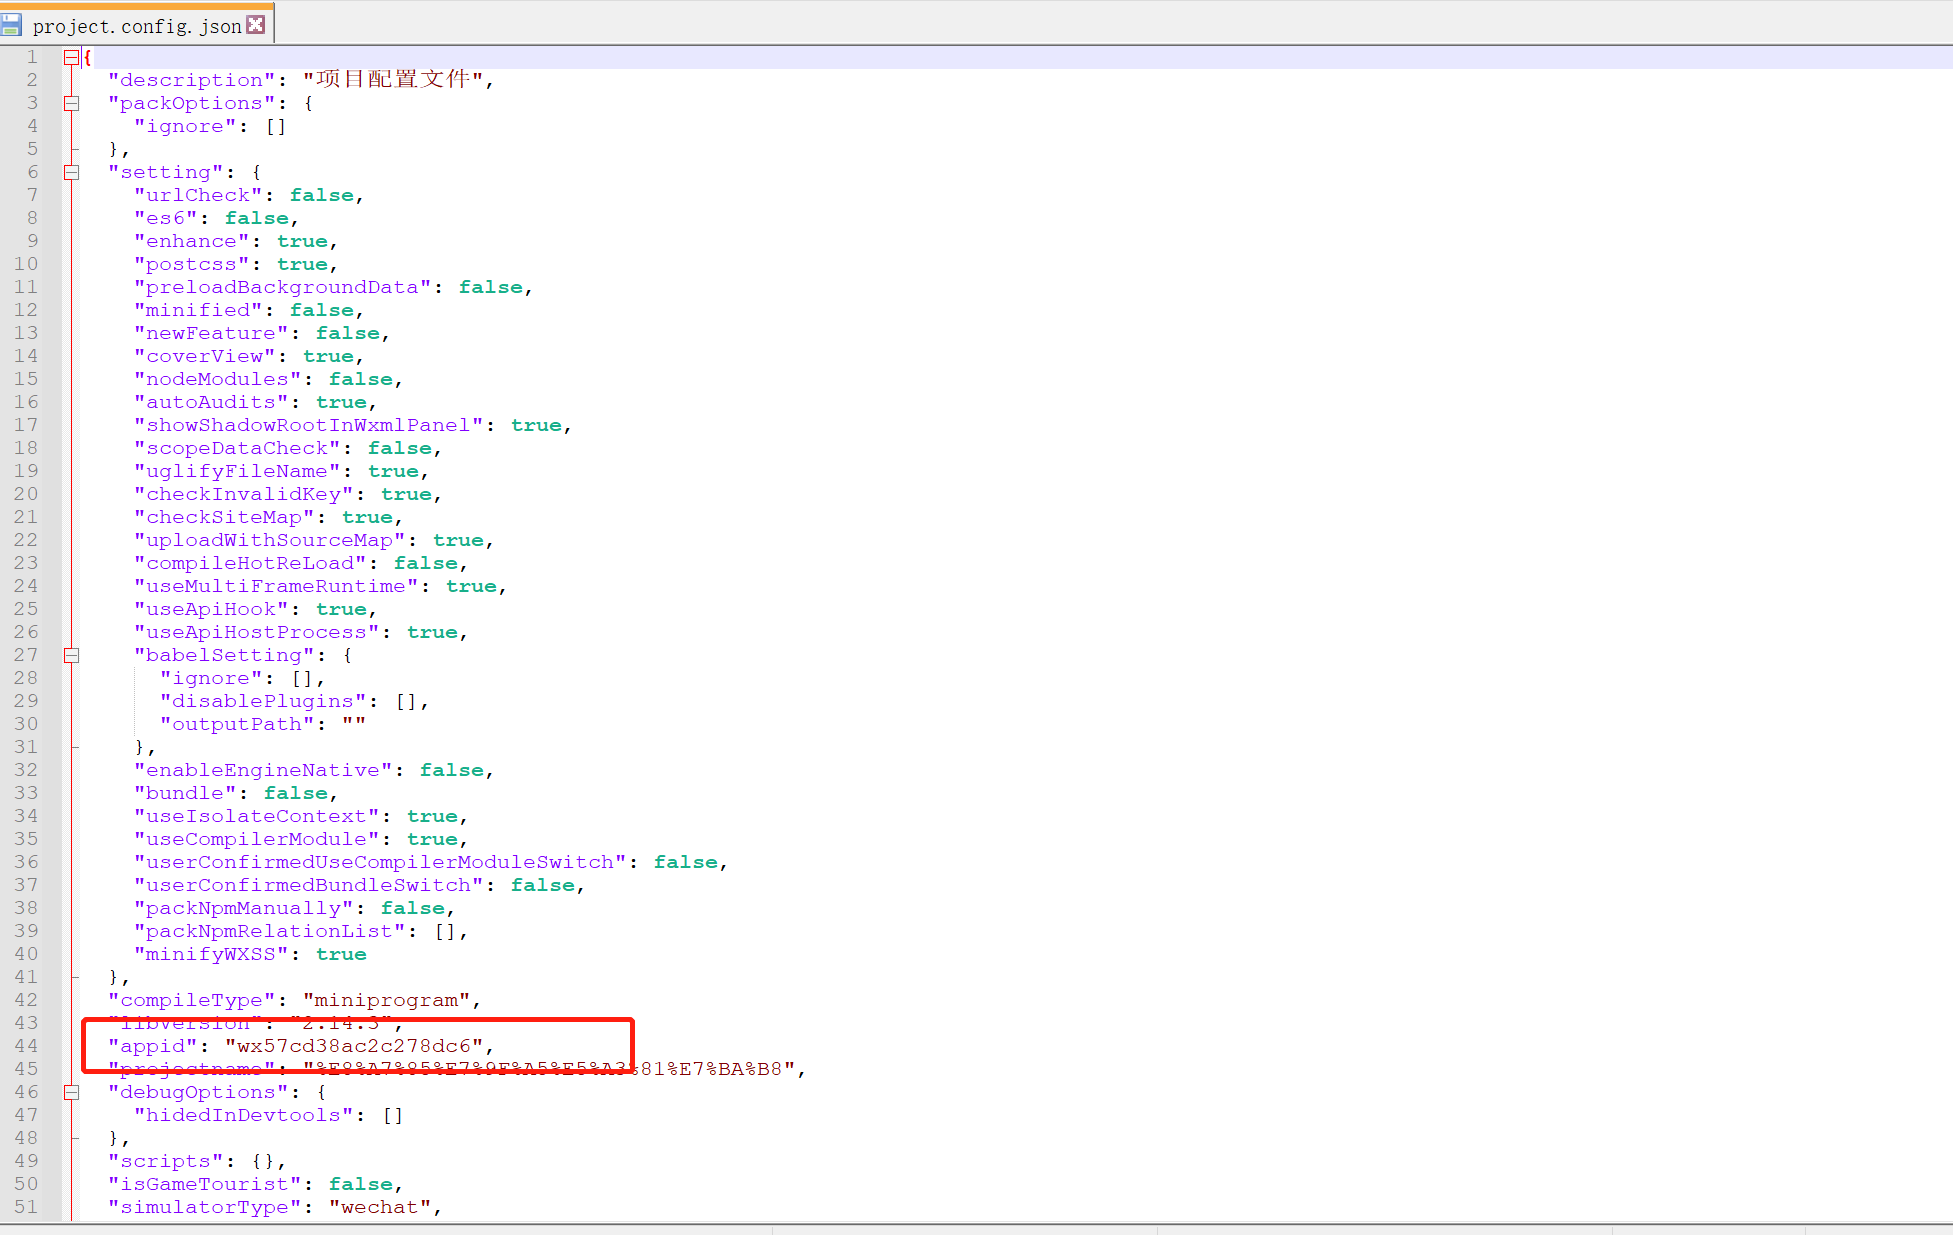 project.config.json
1 {
2 "description": "项目配置文件",
3 "packOptions": {
4 "ignore": []
5 },
6 "setting": {
7 "urlCheck": false,
8 "es6": false,
9 "enhance": true,
10 "postcss": true,
11 "preloadBackgroundData": false,
12 "minified": false,
13 "newFeature": false,
14 "coverView": true,
15 "nodeModules": false,
16 "autoAudits": true,
17 "showShadowRootInWxmlPanel": true,
18 "scopeDataCheck": false,
19 "uglifyFileName": true,
20 "checkInvalidKey": true,
21 "checkSiteMap": true,
22 "uploadWithSourceMap": true,
23 "compileHotReLoad": false,
24 "useMultiFrameRuntime": true,
25 "useApiHook": true,
26 "useApiHostProcess": true,
27 "babelSetting": {
28 "ignore": [],
29 "disablePlugins": [],
30 "outputPath": ""
31 },
32 "enableEngineNative": false,
33 "bundle": false,
34 "useIsolateContext": true,
35 "useCompilerModule": true,
36 "userConfirmedUseCompilerModuleSwitch": false,
37 "userConfirmedBundleSwitch": false,
38 "packNpmManually": false,
39 "packNpmRelationList": [],
40 "minifyWXSS": true
41 },
42 "compileType": "miniprogram",
43 "libVersion": "2.14.3",
44 "appid": "wx57cd38ac2c278dc6",
45 "projectname": "%E8%A7%85%E7%9F%A5%E5%A3%81%E7%BA%B8",
46 "debugOptions": {
47 "hidedInDevtools": []
48 },
49 "scripts": {},
50 "isGameTourist": false,
51 "simulatorType": "wechat",